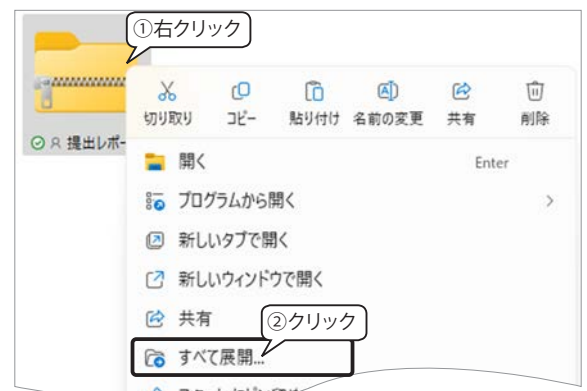 ①右クリック
切り取り コピー 貼り付け 名前の変更 共有 削除
提出レポー
開く Enter
プログラムから開く
新しいタブで開く
新しいウィンドウで開く
共有
②クリック
すべて展開...